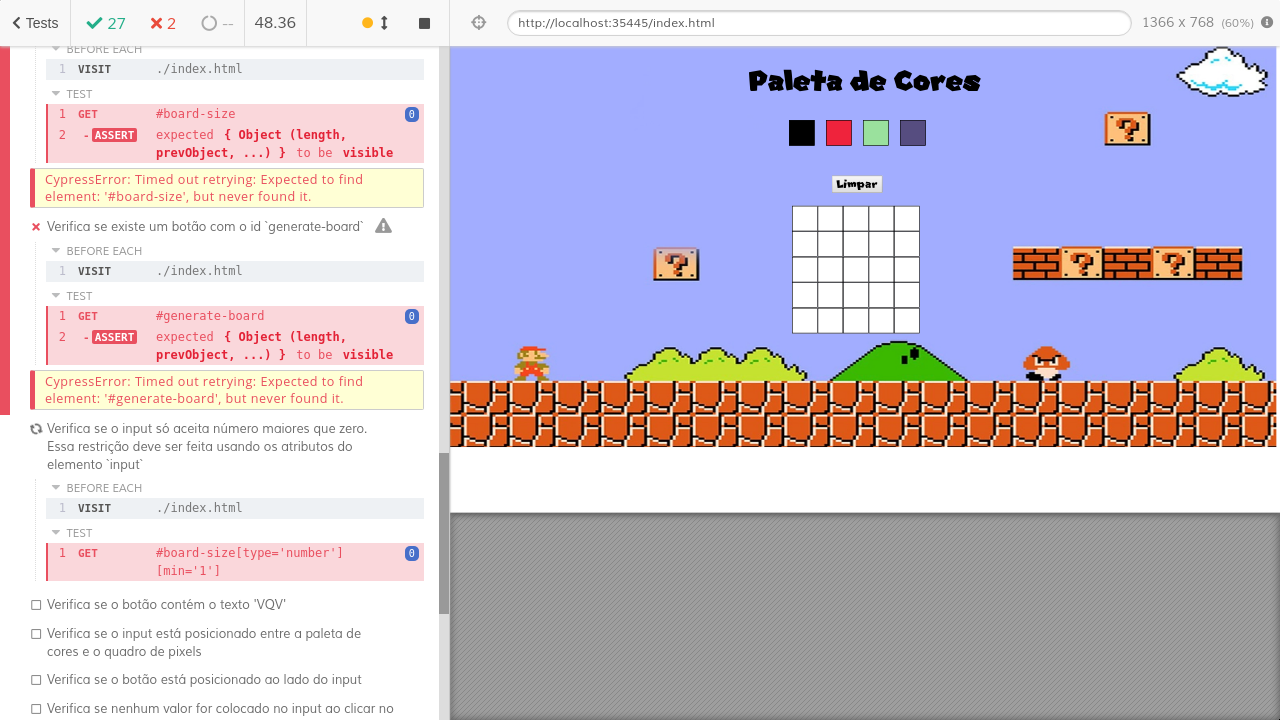 Tests
27
2
--
48.36
http://localhost:35445/index.html
1366 x 768 (60%)
BEFORE EACH
1 VISIT ./index.html
TEST
1 GET #board-size 0
2 -ASSERT expected { Object (length,
prevObject, ...) } to be visible
CypressError: Timed out retrying: Expected to find
element: '#board-size', but never found it.
Verifica se existe um botão com o id `generate-board`
BEFORE EACH
1 VISIT ./index.html
TEST
1 GET #generate-board 0
2 -ASSERT expected { Object (length,
prevObject, ...) } to be visible
CypressError: Timed out retrying: Expected to find
element: '#generate-board', but never found it.
Verifica se o input só aceita número maiores que zero.
Essa restrição deve ser feita usando os atributos do
elemento `input`
BEFORE EACH
1 VISIT ./index.html
TEST
1 GET #board-size[type='number'] 0
[min='1']
Verifica se o botão contém o texto 'VQV'
Verifica se o input está posicionado entre a paleta de
cores e o quadro de pixels
Verifica se o botão está posicionado ao lado do input
Verifica se nenhum valor for colocado no input ao clicar no
Paleta de Cores
?
Limpar
?
?
?